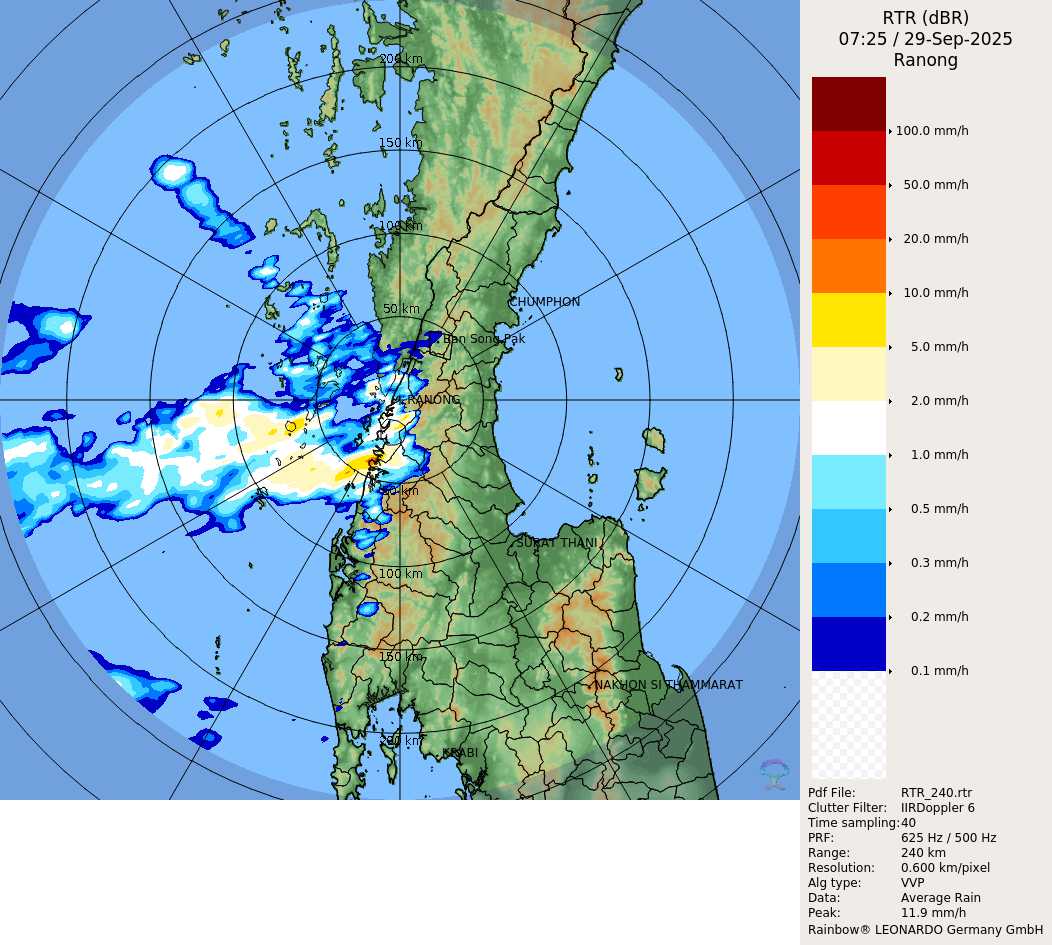 RTR (dBR)
07:25 / 29-Sep-2025
Ranong
200 km
150 km
100 km
50 km
CHUMPHON
Ban Song Pak
RANONG
50 km
SURAT THANI
100 km
150 km
NAKHON SI THAMMARAT
200 km
KRABI
100.0 mm/h
50.0 mm/h
20.0 mm/h
10.0 mm/h
5.0 mm/h
2.0 mm/h
1.0 mm/h
0.5 mm/h
0.3 mm/h
0.2 mm/h
0.1 mm/h
Pdf File: RTR_240.rtr
Clutter Filter: IIRDoppler 6
Time sampling: 40
PRF: 625 Hz / 500 Hz
Range: 240 km
Resolution: 0.600 km/pixel
Alg type: VVP
Data: Average Rain
Peak: 11.9 mm/h
Rainbow® LEONARDO Germany GmbH